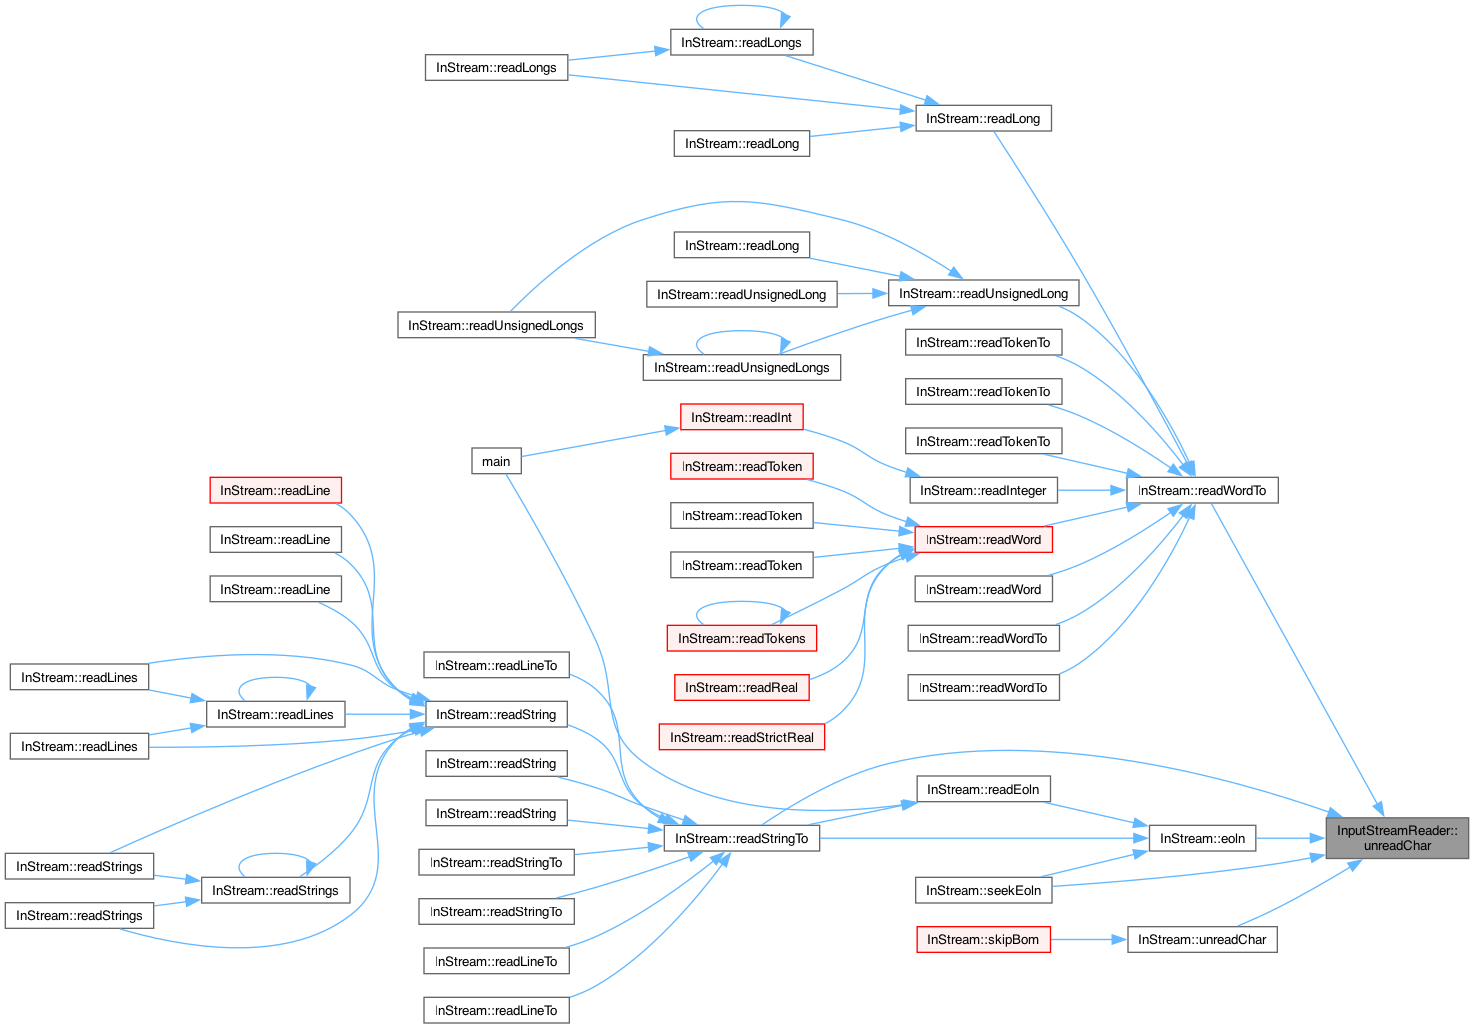 InStream::readLongs
InStream::readLongs
InStream::readLong
InStream::readLong
InStream::readLong
InStream::readUnsignedLong
InStream::readUnsignedLong
InStream::readUnsignedLongs
InStream::readTokenTo
InStream::readUnsignedLongs
InStream::readTokenTo
InStream::readInt
InStream::readTokenTo
main
InStream::readToken
InStream::readLine
InStream::readInteger
InStream::readWordTo
InStream::readToken
InStream::readLine
InStream::readWord
InStream::readToken
InStream::readLine
InStream::readWord
InStream::readTokens
InStream::readWordTo
InStream::readLineTo
InStream::readLines
InStream::readReal
InStream::readWordTo
InStream::readLines
InStream::readString
InStream::readStrictReal
InStream::readLines
InStream::readString
InStream::readEoln
InStream::readString
InStream::readStringTo
InStream::eoln
InputStreamReader::
unreadChar
InStream::readStrings
InStream::readStringTo
InStream::readStrings
InStream::seekEoln
InStream::readStrings
InStream::readStringTo
InStream::skipBom
InStream::unreadChar
InStream::readLineTo
InStream::readLineTo